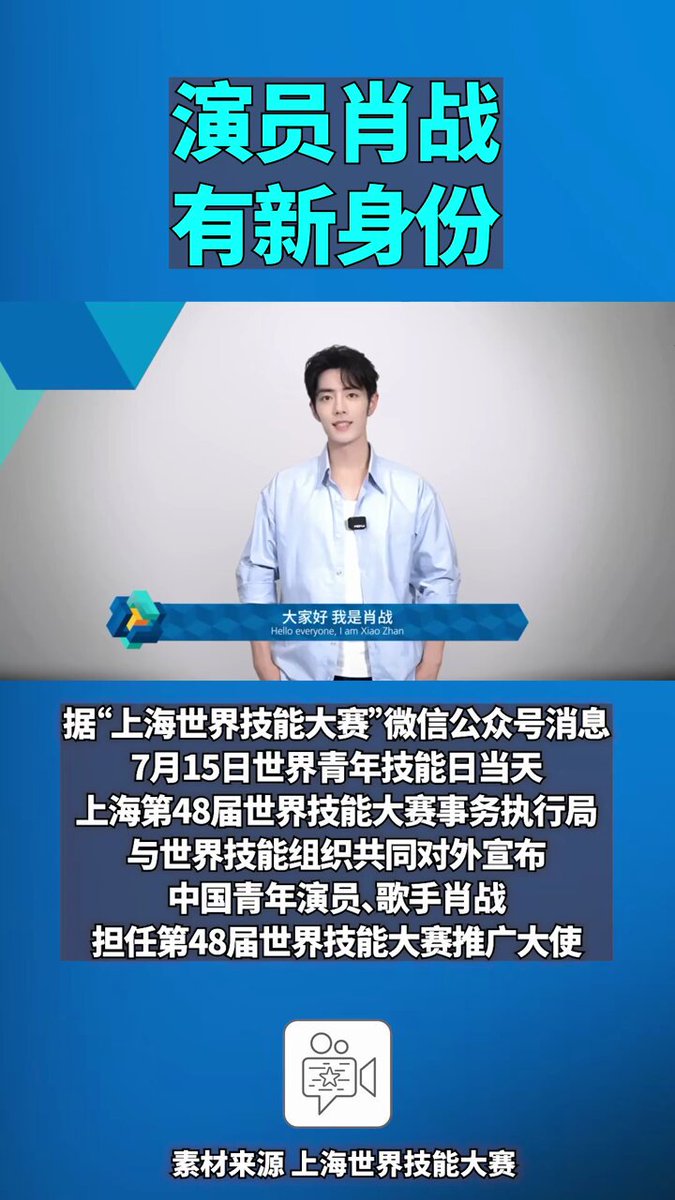 演员肖战
有新身份
大家好 我是肖战
Hello everyone, I am Xiao Zhan
据“上海世界技能大赛”微信公众号消息
7月15日世界青年技能日当天
上海第48届世界技能大赛事务执行局
与世界技能组织共同对外宣布
中国青年演员、歌手肖战
担任第48届世界技能大赛推广大使
素材来源 上海世界技能大赛